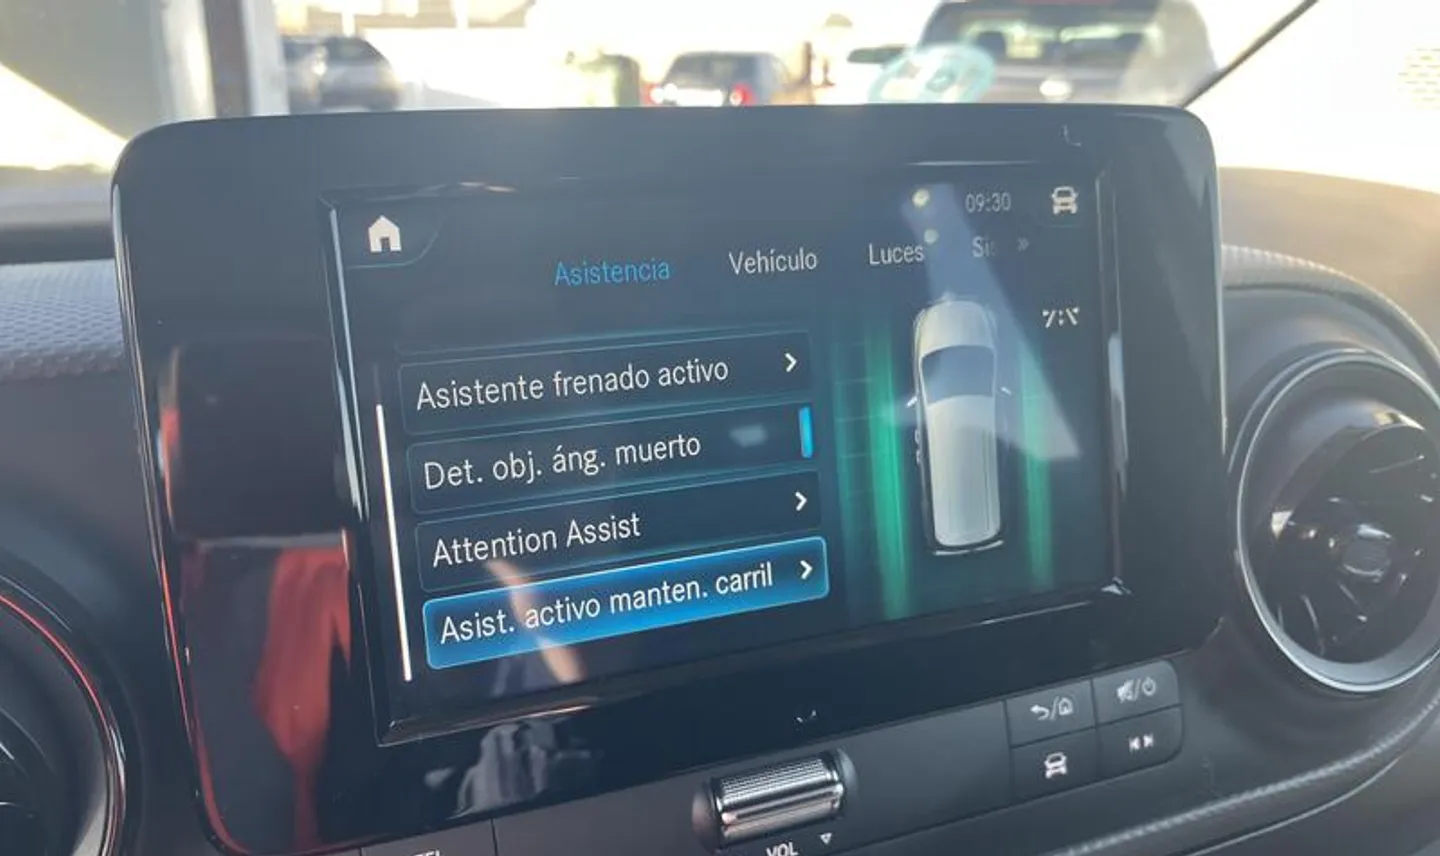 09:30
Asistencia Vehículo Luces
Asistente frenado activo
Det. obj. áng. muerto
Attention Assist
Asist. activo manten. carril
VOL